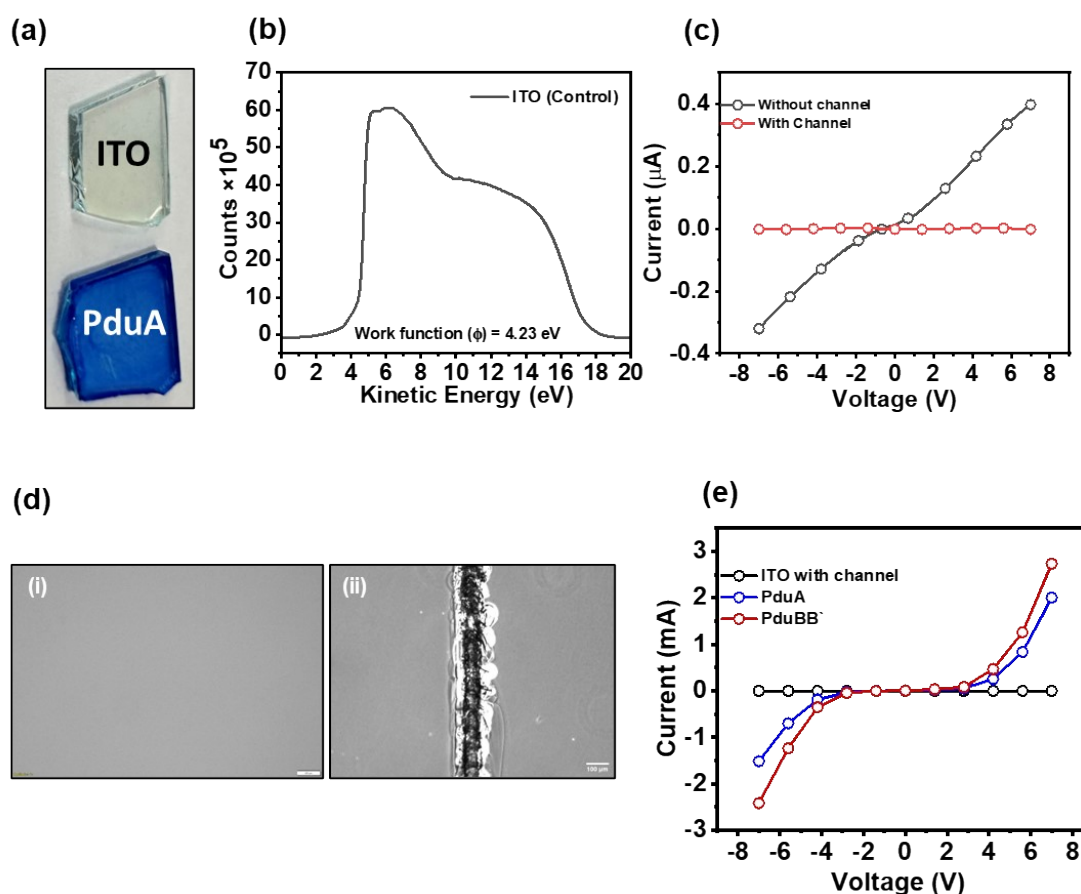 (a)
ITO
PduA
(b)
70
60
50
40
30
20
10
0
Counts ×10⁵
ITO (Control)
Work function (ϕ) = 4.23 eV
0 2 4 6 8 10 12 14 16 18 20
Kinetic Energy (eV)
(c)
0.4
0.2
0.0
-0.2
-0.4
Current (µA)
Without channel
With Channel
-8 -6 -4 -2 0 2 4 6 8
Voltage (V)
(d)
(i)
(ii)
100 µm
(e)
3
2
1
0
-1
-2
-3
Current (mA)
ITO with channel
PduA
PduBB`
-8 -6 -4 -2 0 2 4 6 8
Voltage (V)